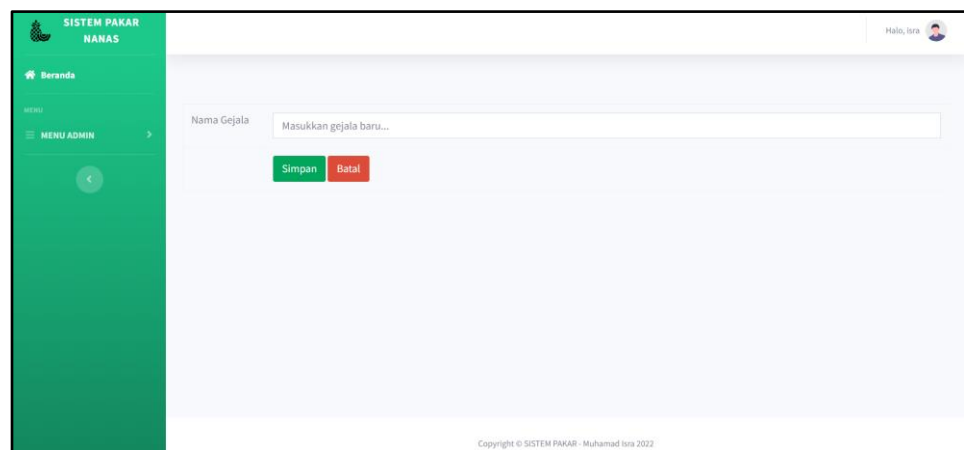 SISTEM PAKAR
NANAS
Halo, isra
Beranda
MENU
MENU ADMIN
Nama Gejala
Masukkan gejala baru...
Simpan
Batal
Copyright © SISTEM PAKAR - Muhamad Isra 2022